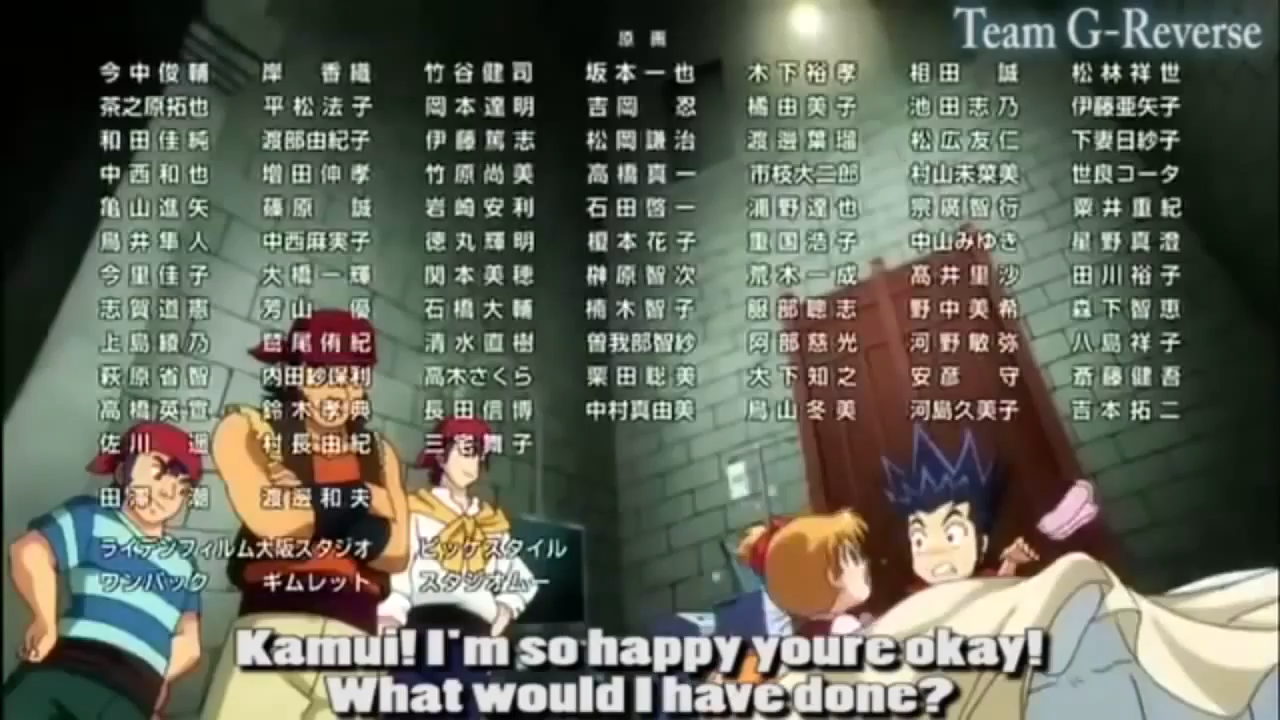 Team G-Reverse
原画
今中俊輔 岸 香織 竹谷健司 坂本一也 木下裕孝 相田 誠 松林祥世
茶之原拓也 平松法子 岡本達明 吉岡 忍 橘由美子 池田志乃 伊藤亜矢子
和田佳純 渡部由紀子 伊藤篤志 松岡謙治 渡邉葉瑠 松広友仁 下妻日紗子
中西和也 増田伸孝 竹原尚美 高橋真一 市枝大二郎 村山未菜美 世良コータ
亀山進矢 篠原 誠 岩崎安利 石田啓一 浦野達也 宗廣智行 粟井重紀
鳥井隼人 中西麻実子 徳丸輝明 榎本花子 重国浩子 中山みゆき 星野真澄
今里佳子 大橋一輝 関本美穂 榊原智次 荒木一成 高井里沙 田川裕子
志賀道憲 芳山 優 石橋大輔 楠木智子 服部聰志 野中美希 森下智恵
上島綾乃 鷲尾侑紀 清水直樹 曽我部智紗 阿部慈光 河野敏弥 八島祥子
萩原省智 内田紗保利 高木さくら 栗田聡美 大下知之 安彦 守 斎藤健吾
高橋英宣 鈴木孝典 長田信博 中村真由美 鳥山冬美 河島久美子 吉本拓二
佐川 遥 村長由紀 三宅舞子
田澤 潮 渡邉和夫
ライデンフィルム大阪スタジオ ビッグスタイル
ワンパック ギムレット スタジオムー
Kamui! I'm so happy youre okay!
What would I have done?